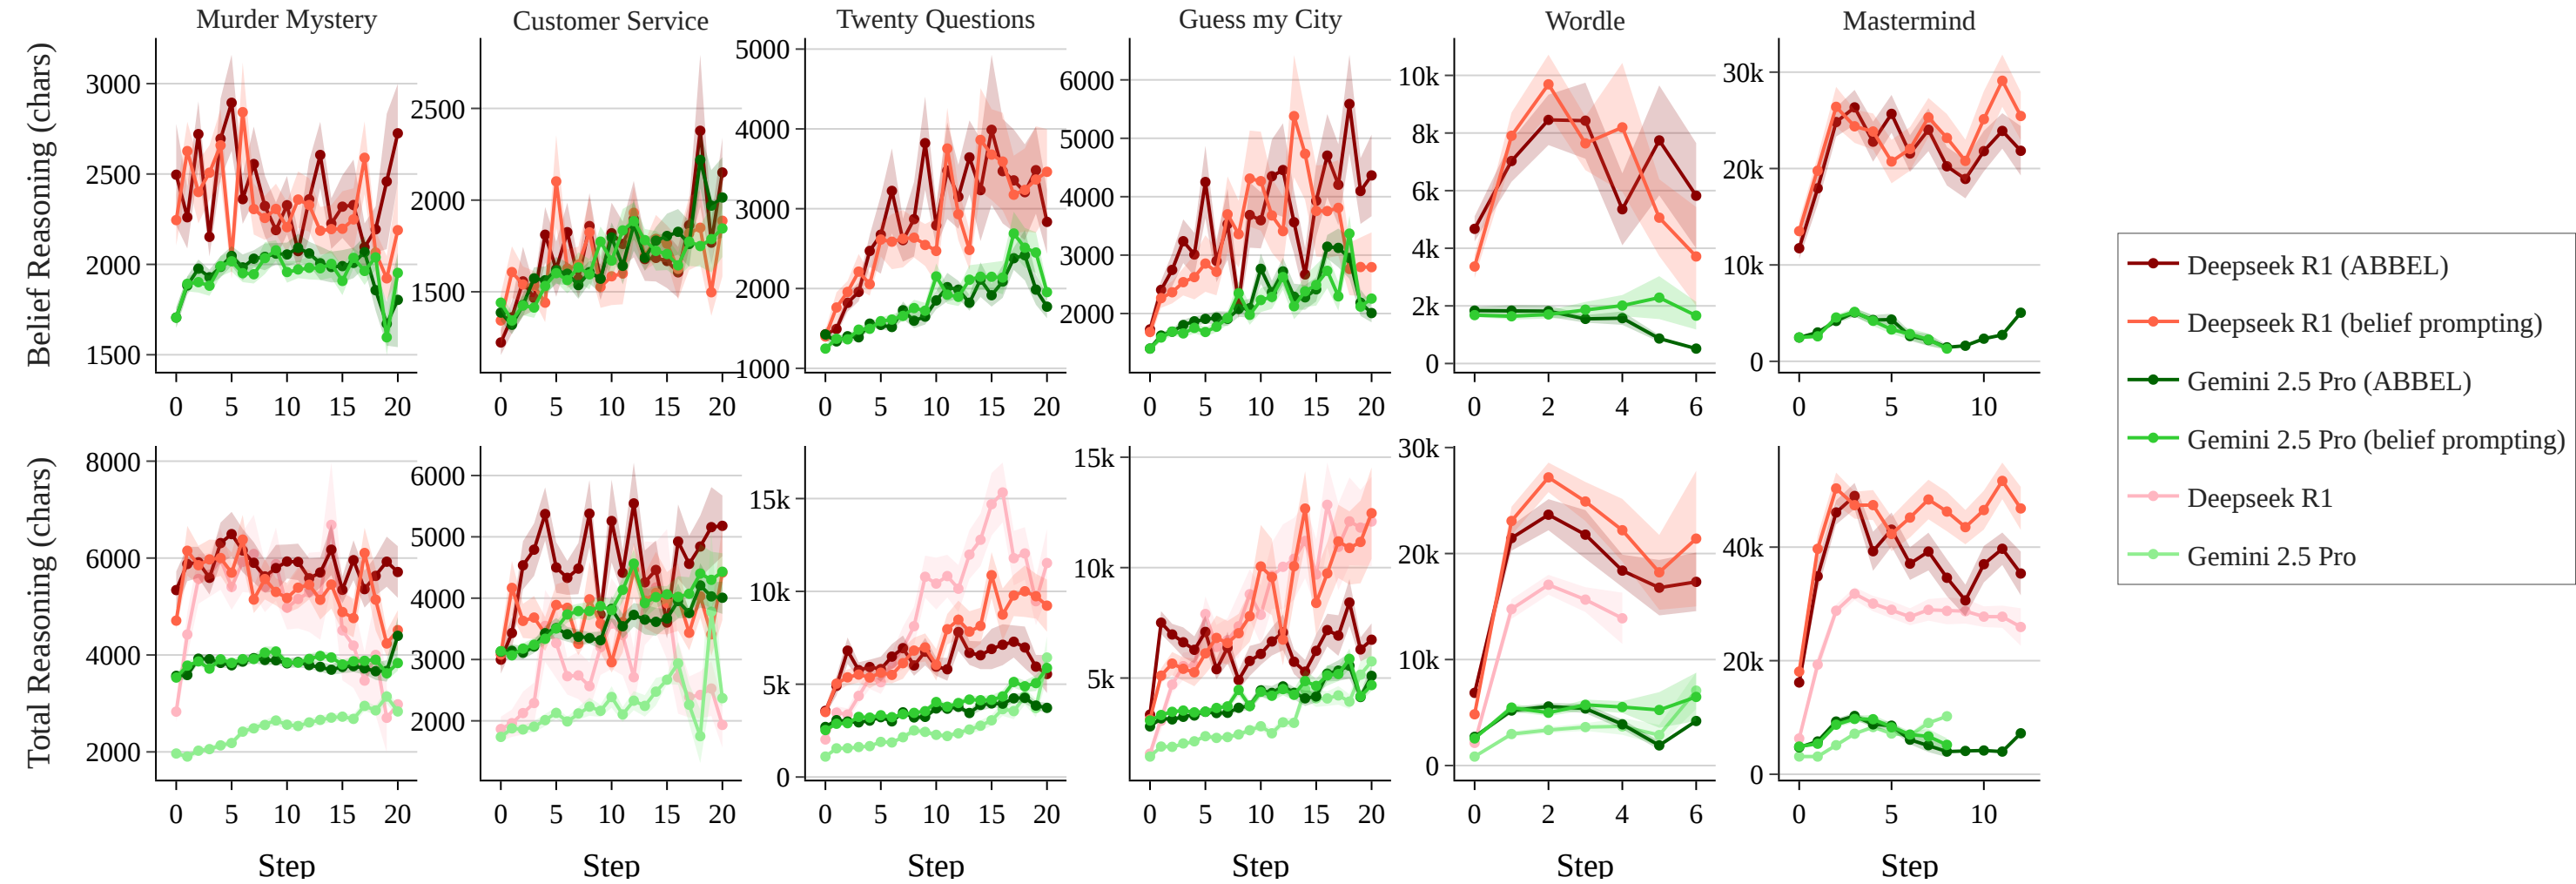 Murder Mystery
Customer Service
Twenty Questions
Guess my City
Wordle
Mastermind
Belief Reasoning (chars)
3000
2500
2000
1500
2500
2000
1500
5000
4000
3000
2000
1000
6000
5000
4000
3000
2000
10k
8k
6k
4k
2k
0
30k
20k
10k
0
0 5 10 15 20
0 5 10 15 20
0 5 10 15 20
0 5 10 15 20
0 2 4 6
0 5 10
Total Reasoning (chars)
8000
6000
4000
2000
6000
5000
4000
3000
2000
15k
10k
5k
0
15k
10k
5k
30k
20k
10k
0
40k
20k
0
0 5 10 15 20
0 5 10 15 20
0 5 10 15 20
0 5 10 15 20
0 2 4 6
0 5 10
Step
Step
Step
Step
Step
Step
Deepseek R1 (ABBEL)
Deepseek R1 (belief prompting)
Gemini 2.5 Pro (ABBEL)
Gemini 2.5 Pro (belief prompting)
Deepseek R1
Gemini 2.5 Pro